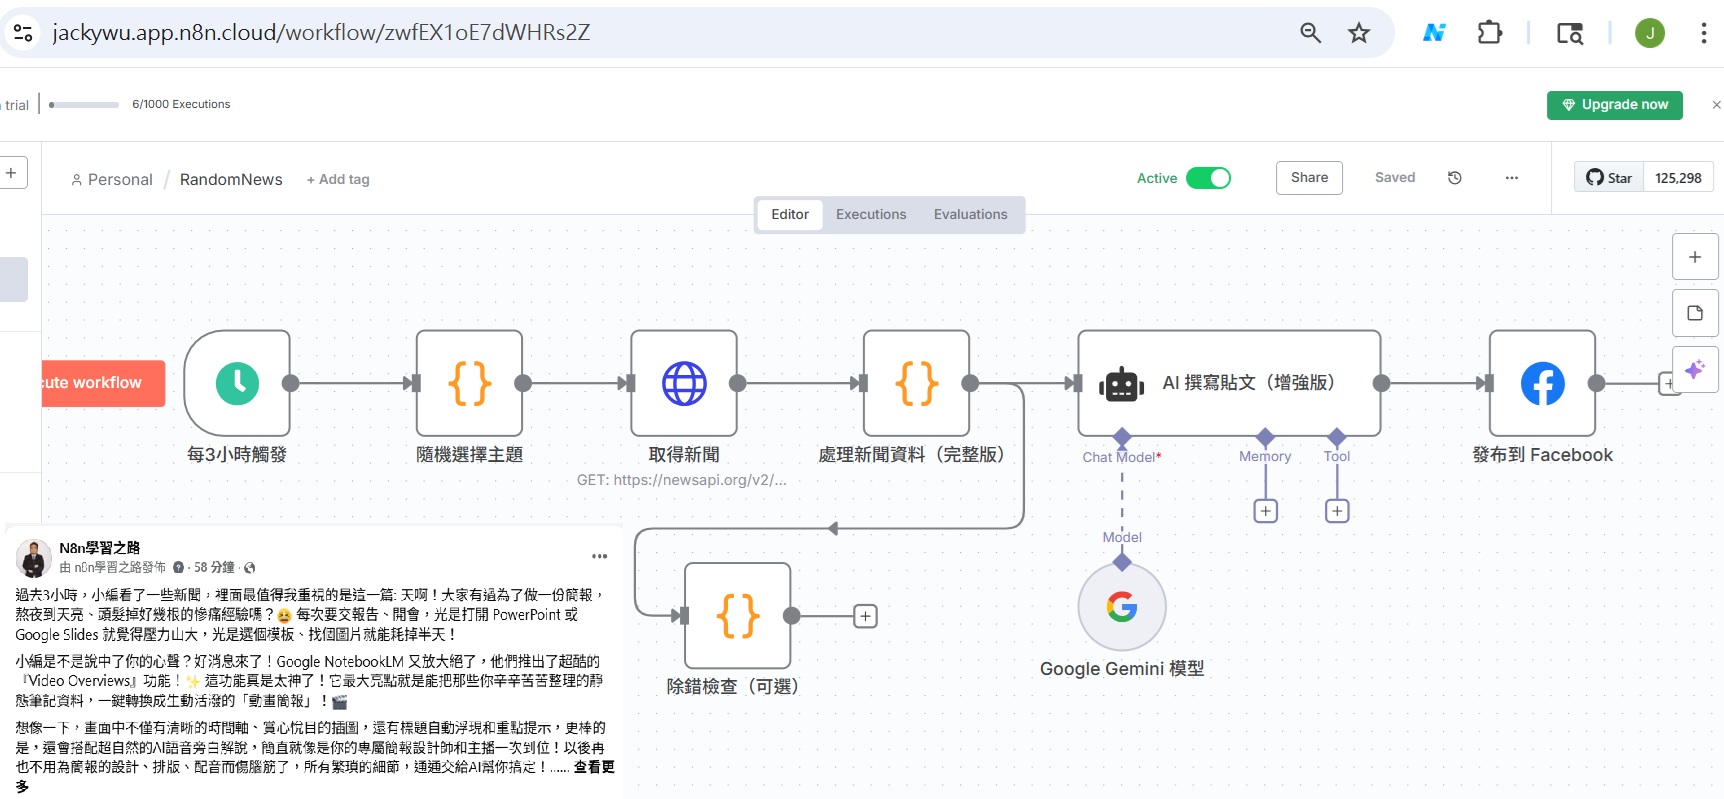 jackywu.app.n8n.cloud/workflow/zwfEX1oE7dWHRs2Z
J
trial
6/1000 Executions
Upgrade now
Personal / RandomNews + Add tag
Active
Share
Saved
Star
125,298
Editor
Executions
Evaluations
cute workflow
每3小時觸發
隨機選擇主題
取得新聞
GET: https://newsapi.org/v2/...
處理新聞資料（完整版）
AI 撰寫貼文（增強版）
Chat Model*
Memory
Tool
發布到 Facebook
Model
Google Gemini 模型
除錯檢查（可選）
N8n學習之路
由 n8n學習之路發佈 · 58 分鐘 ·
過去3小時，小編看了一些新聞，裡面最值得我重視的是這一篇: 天啊！大家有過為了做一份簡報，
熬夜到天亮、頭髮掉好幾根的慘痛經驗嗎？😫 每次要交報告、開會，光是打開 PowerPoint 或
Google Slides 就覺得壓力山大，光是選個模板、找個圖片就能耗掉半天！
小編是不是說中了你的心聲？好消息來了！Google NotebookLM 又放大絕了，他們推出了超酷的
『Video Overviews』功能！✨ 這功能真是太神了！它最大亮點就是能把那些你辛辛苦苦整理的靜
態筆記資料，一鍵轉換成生動活潑的「動畫簡報」！🎬
想像一下，畫面中不僅有清晰的時間軸、賞心悅目的插圖，還有標題自動浮現和重點提示，更棒的
是，還會搭配超自然的AI語音旁白解說，簡直就像是你的專屬簡報設計師和主播一次到位！以後再
也不用為簡報的設計、排版、配音而傷腦筋了，所有繁瑣的細節，通通交給AI幫你搞定！...... 查看更
多